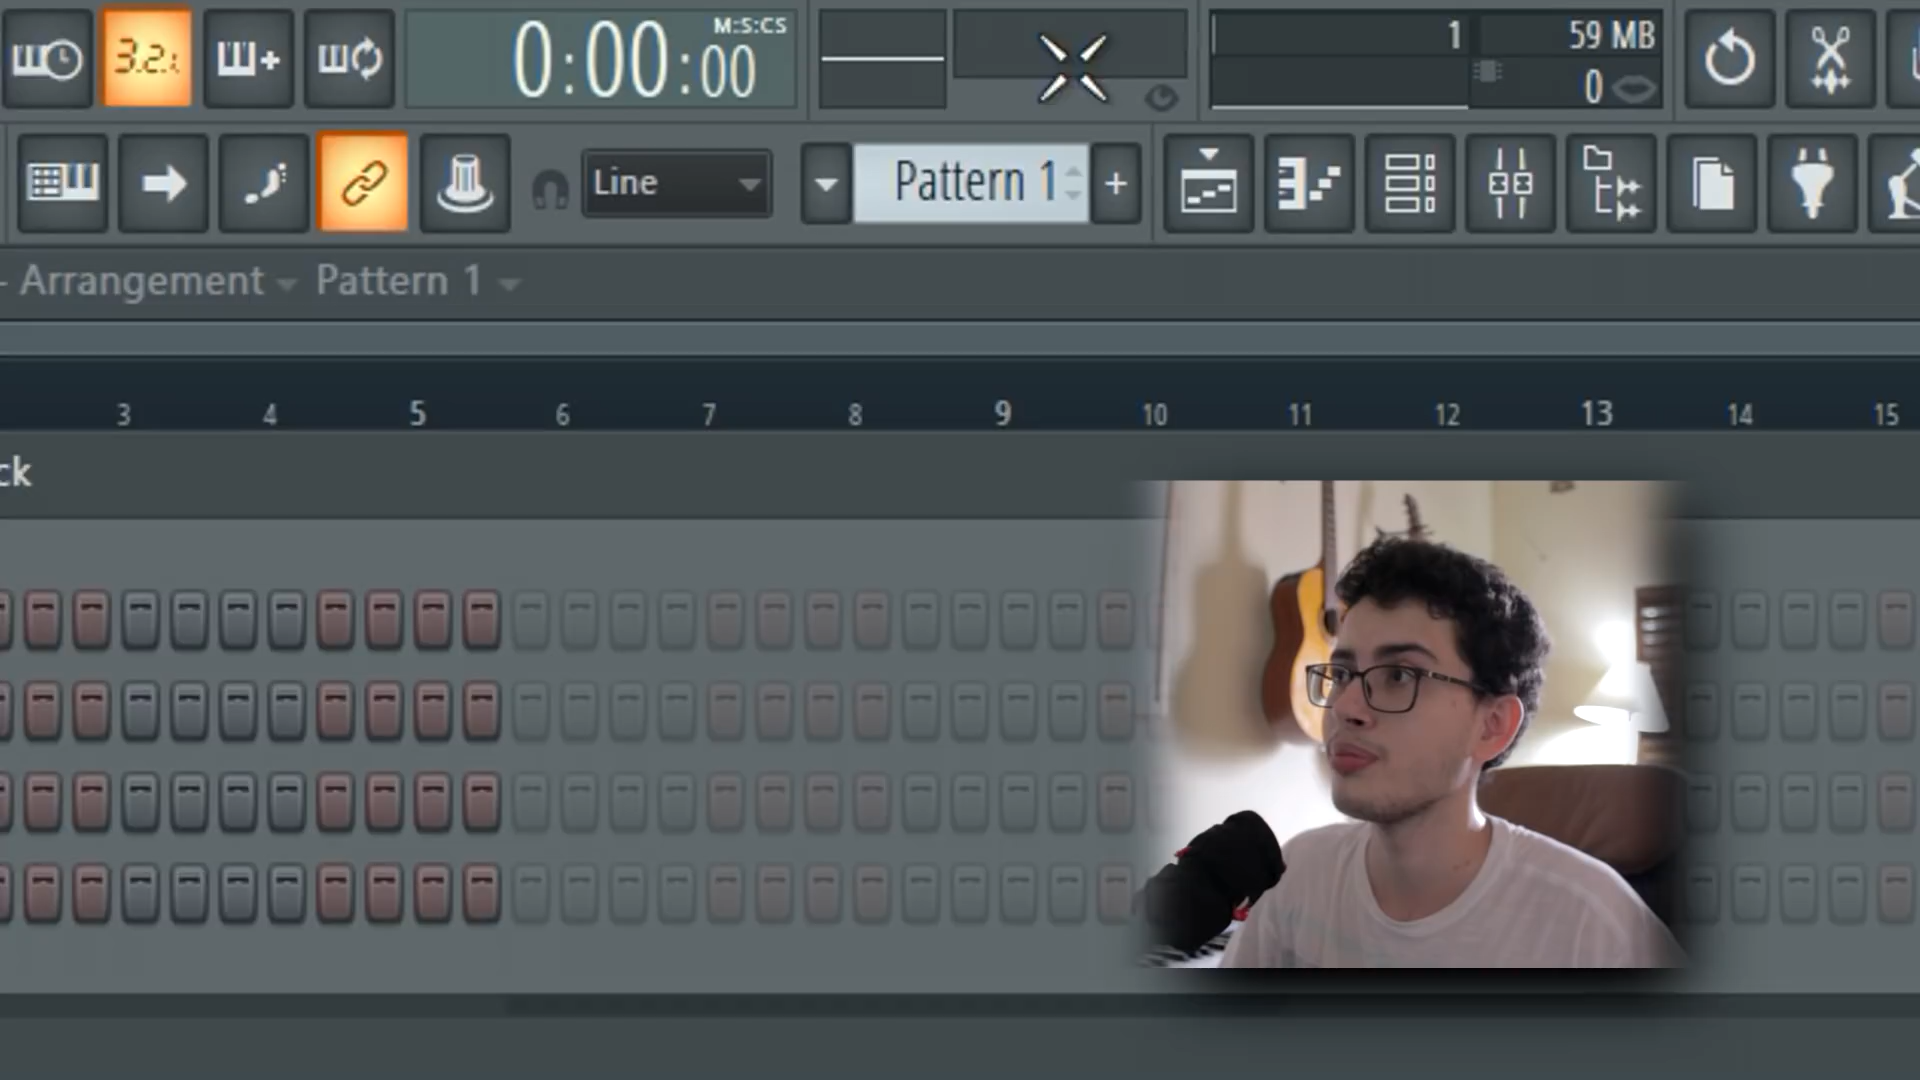 3.2.
M:S:CS
0:00:00
1
59 MB
0
Line
Pattern 1
+
- Arrangement
Pattern 1
3 4 5 6 7 8 9 10 11 12 13 14 15
ck